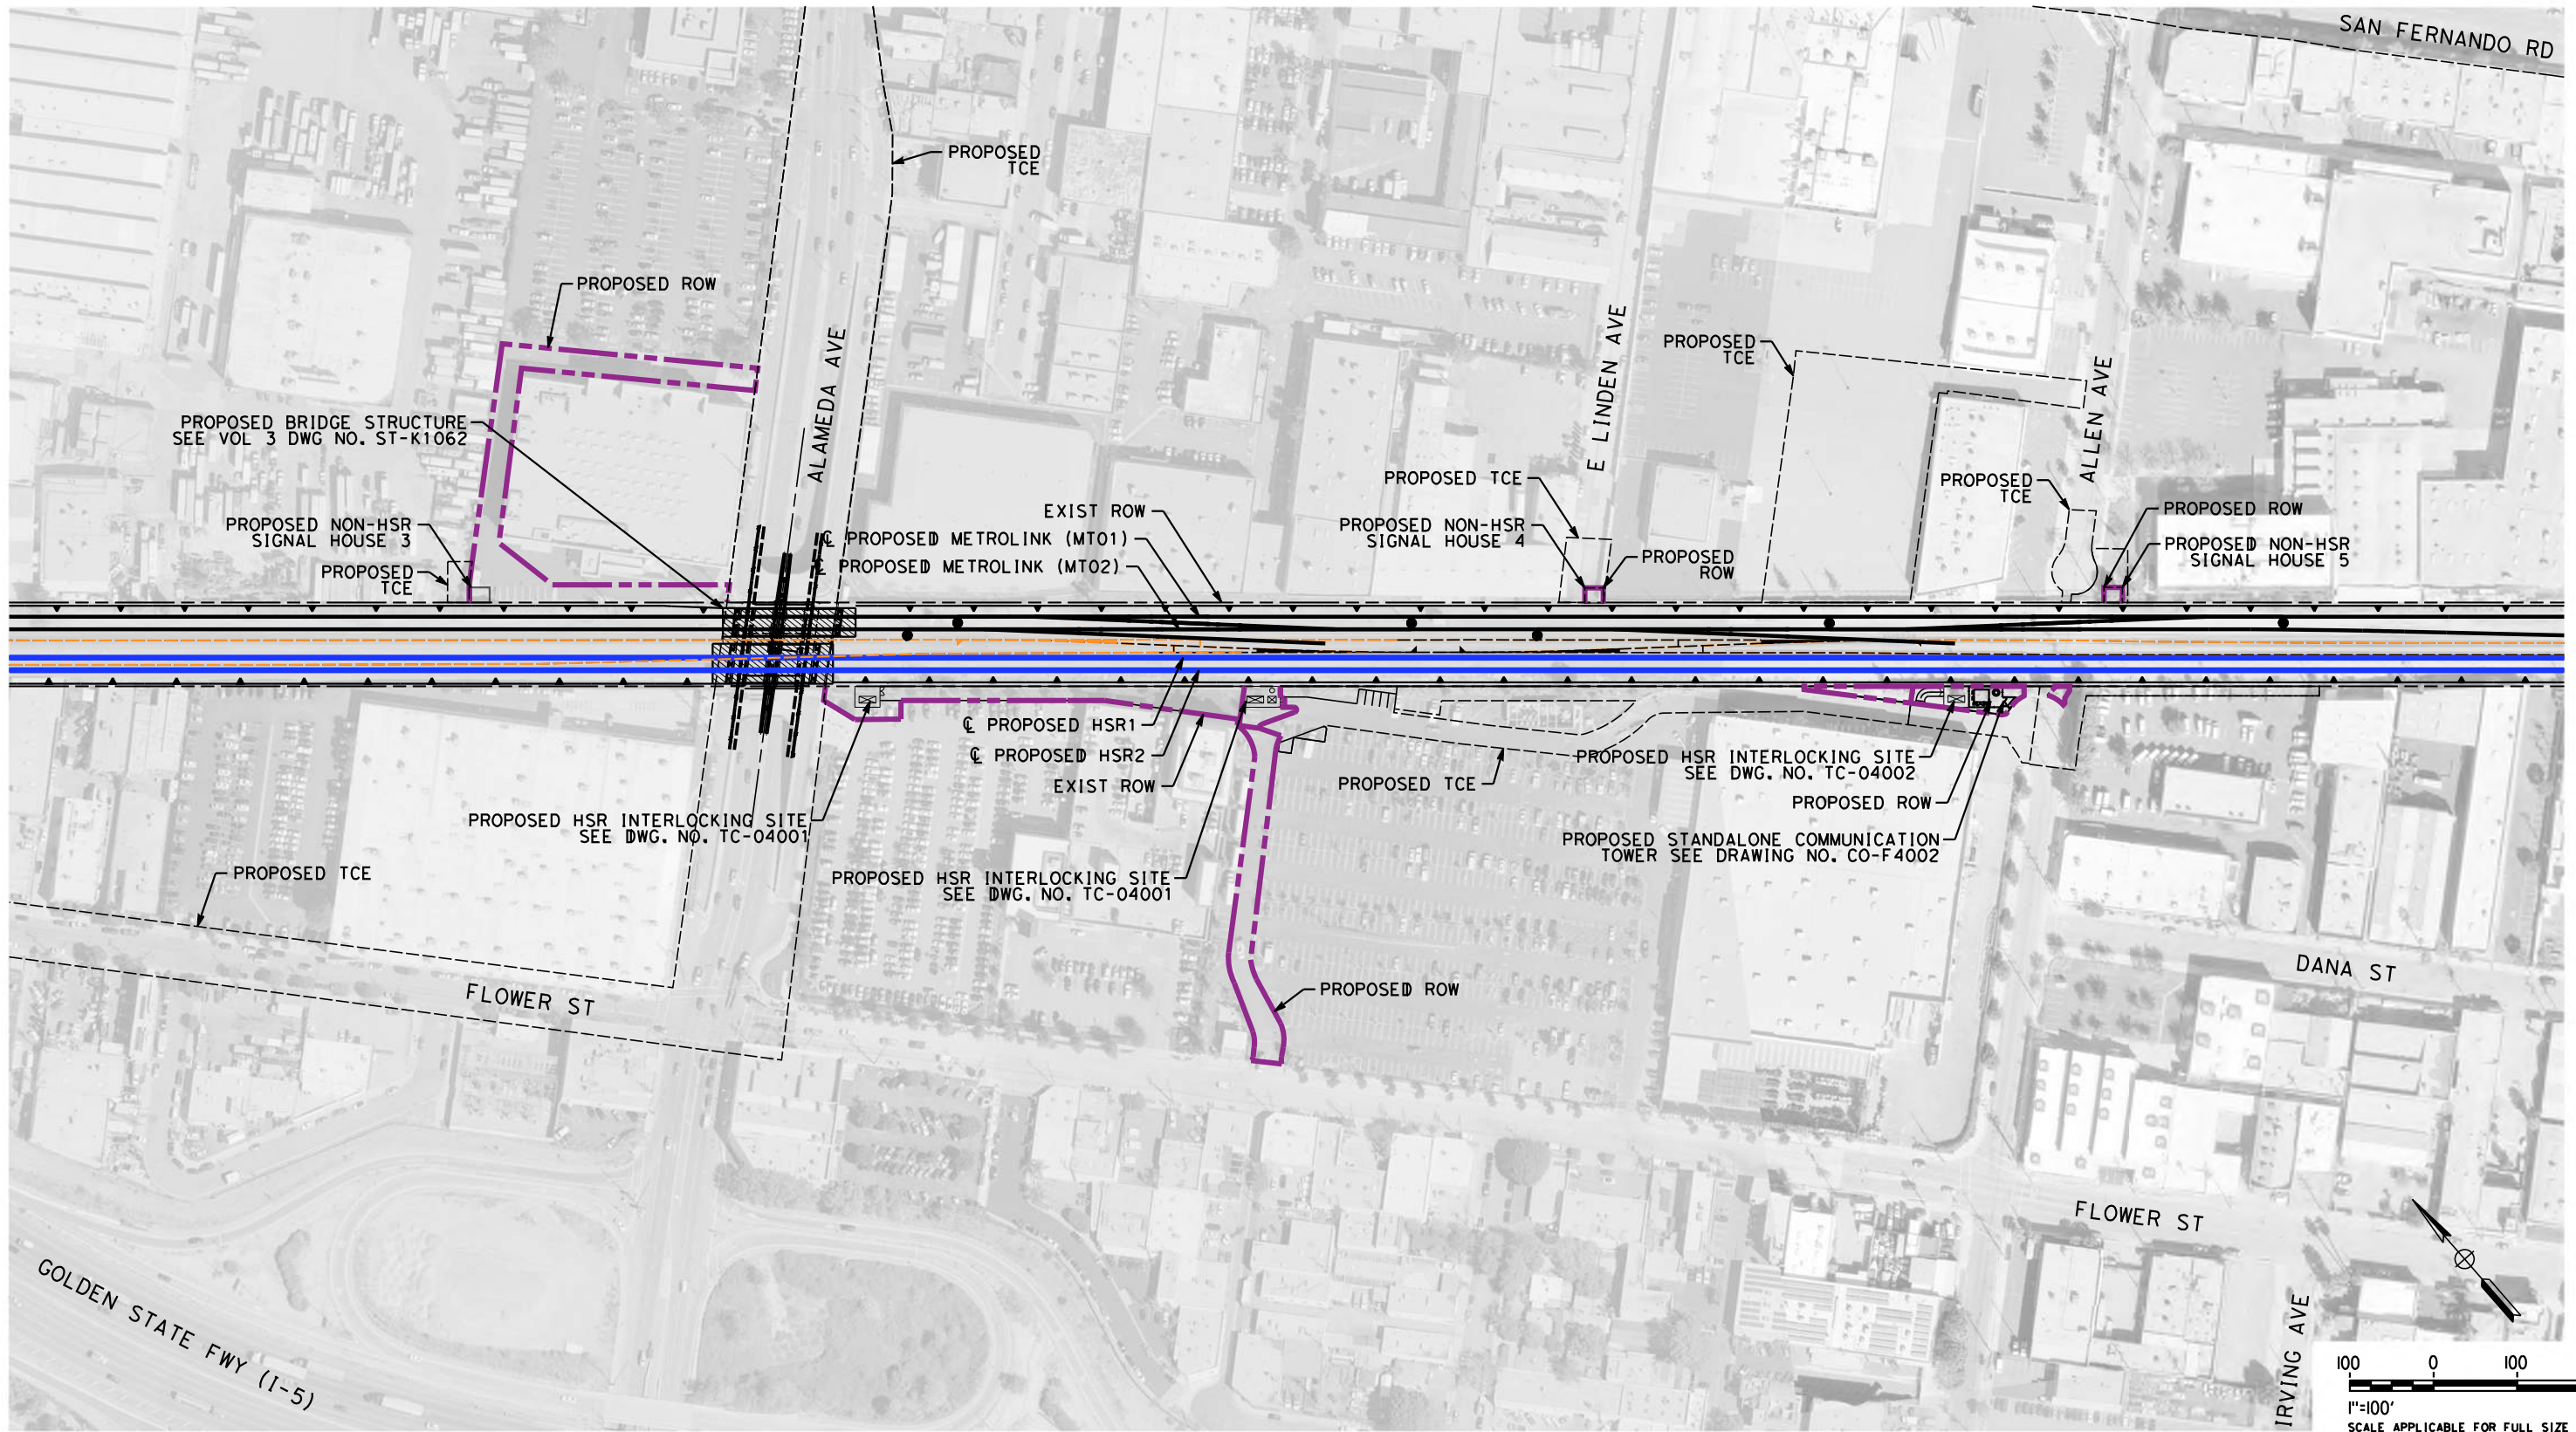 SAN FERNANDO RD
PROPOSED
TCE
PROPOSED ROW
ALAMEDA AVE
E LINDEN AVE
PROPOSED
TCE
ALLEN AVE
PROPOSED BRIDGE STRUCTURE
SEE VOL 3 DWG NO. ST-K1062
PROPOSED TCE
PROPOSED
TCE
EXIST ROW
PROPOSED ROW
PROPOSED NON-HSR
SIGNAL HOUSE 3
PROPOSED NON-HSR
SIGNAL HOUSE 4
℄ PROPOSED METROLINK (MT01)
PROPOSED NON-HSR
SIGNAL HOUSE 5
PROPOSED
ROW
℄ PROPOSED METROLINK (MT02)
PROPOSED
TCE
℄ PROPOSED HSR1
℄ PROPOSED HSR2
EXIST ROW
PROPOSED TCE
PROPOSED HSR INTERLOCKING SITE
SEE DWG. NO. TC-04002
PROPOSED ROW
PROPOSED HSR INTERLOCKING SITE
SEE DWG. NO. TC-04001
PROPOSED STANDALONE COMMUNICATION
TOWER SEE DRAWING NO. CO-F4002
PROPOSED TCE
PROPOSED HSR INTERLOCKING SITE
SEE DWG. NO. TC-04001
DANA ST
FLOWER ST
PROPOSED ROW
FLOWER ST
GOLDEN STATE FWY (I-5)
IRVING AVE
100 0 100
1"=100'
SCALE APPLICABLE FOR FULL SIZE